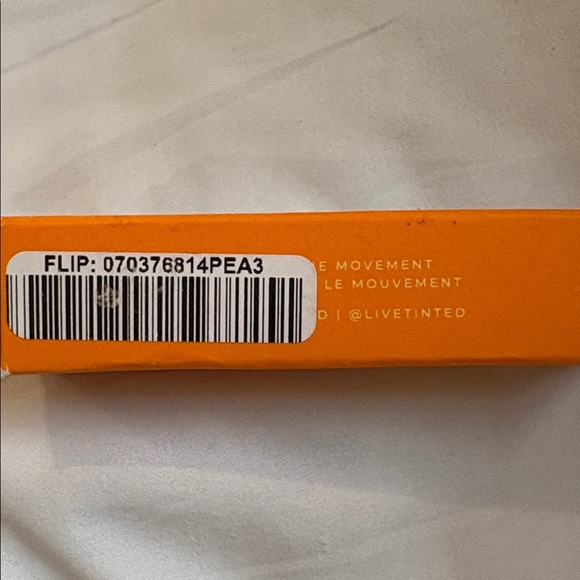 FLIP: 070376814PEA3
MOVEMENT
LE MOUVEMENT
| @LIVETINTED